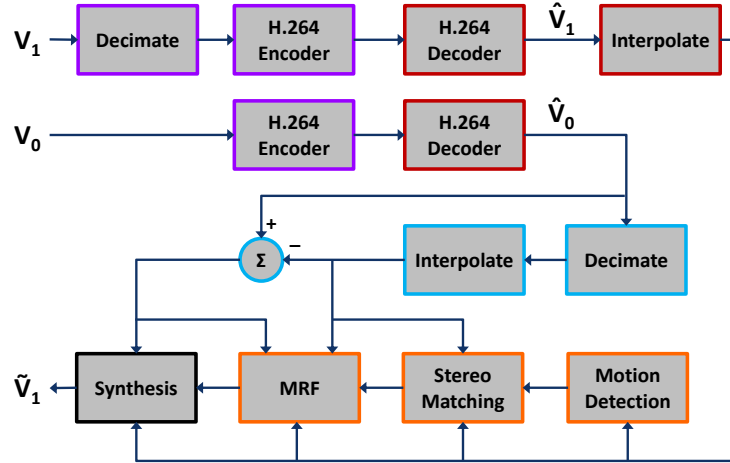 V1 Decimate H.264 Encoder H.264 Decoder V̂1 Interpolate
V0 H.264 Encoder H.264 Decoder V̂0
+
Σ − Interpolate Decimate
Ṽ1 Synthesis MRF Stereo Matching Motion Detection